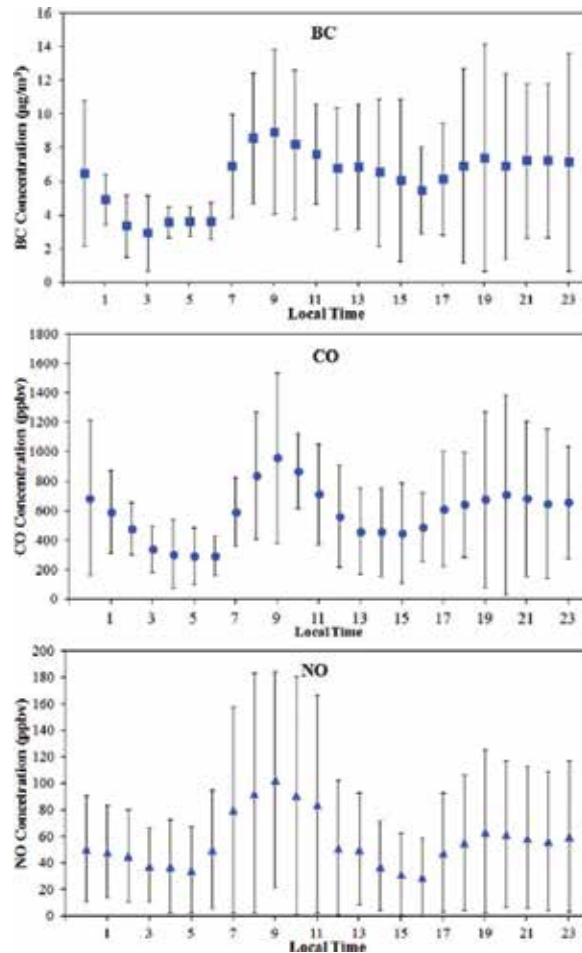 BC
BC Concentration (μg/m³)
16
14
12
10
8
6
4
2
0
1 3 5 7 9 11 13 15 17 19 21 23
Local Time
CO
CO Concentration (ppbv)
1800
1600
1400
1200
1000
800
600
400
200
0
1 3 5 7 9 11 13 15 17 19 21 23
Local Time
NO
NO Concetration (ppbv)
200
180
160
140
120
100
80
60
40
20
0
1 3 5 7 9 11 13 15 17 19 21 23
Local Time